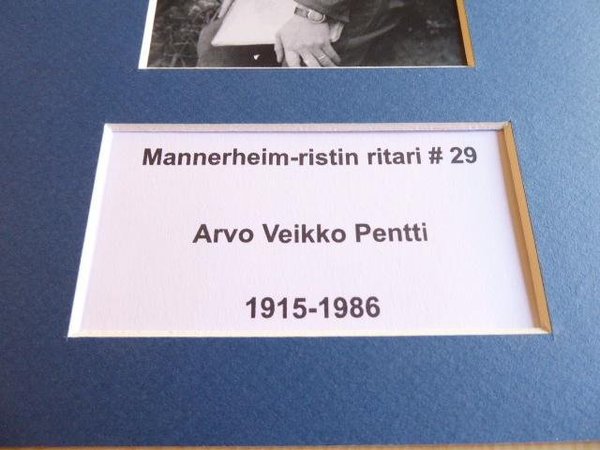 Mannerheim-ristin ritari # 29
Arvo Veikko Pentti
1915-1986